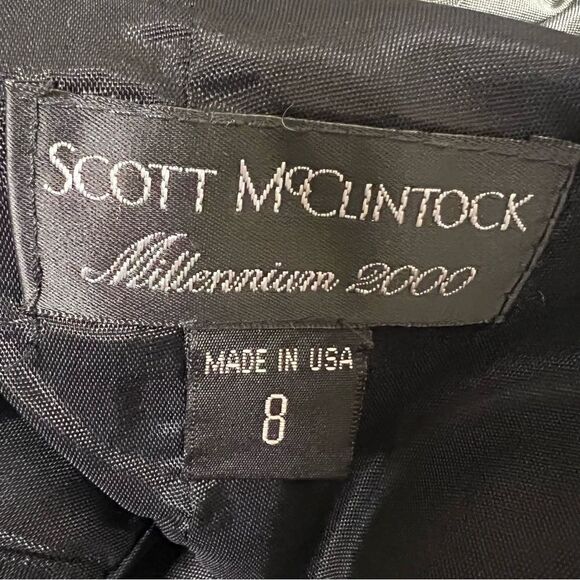 SCOTT McCLINTOCK
Millennium 2000
MADE IN USA
8